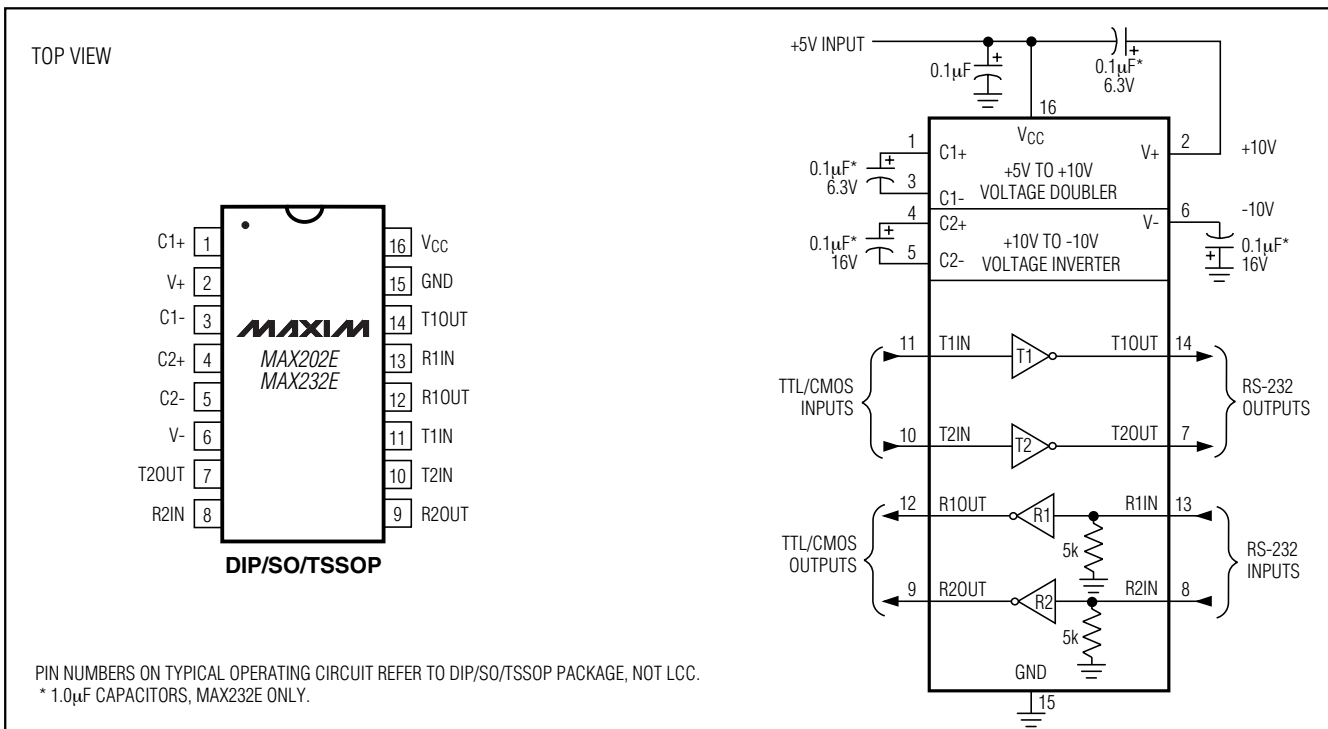 TOP VIEW
C1+ 1
V+ 2
C1- 3
C2+ 4
C2- 5
V- 6
T2OUT 7
R2IN 8
16 VCC
15 GND
14 T1OUT
13 R1IN
12 R1OUT
11 T1IN
10 T2IN
9 R2OUT
MAXIM
MAX202E
MAX232E
DIP/SO/TSSOP
+5V INPUT
0.1μF
0.1μF*
6.3V
16
VCC
1
C1+
0.1μF*
6.3V
3
C1-
+5V TO +10V
VOLTAGE DOUBLER
V+
2
+10V
4
C2+
0.1μF*
16V
5
C2-
+10V TO -10V
VOLTAGE INVERTER
V-
6
-10V
0.1μF*
16V
TTL/CMOS
INPUTS
11 T1IN T1 T1OUT 14
10 T2IN T2 T2OUT 7
RS-232
OUTPUTS
TTL/CMOS
OUTPUTS
12 R1OUT R1 R1IN 13
5k
9 R2OUT R2 R2IN 8
5k
RS-232
INPUTS
GND
15
PIN NUMBERS ON TYPICAL OPERATING CIRCUIT REFER TO DIP/SO/TSSOP PACKAGE, NOT LCC.
* 1.0μF CAPACITORS, MAX232E ONLY.